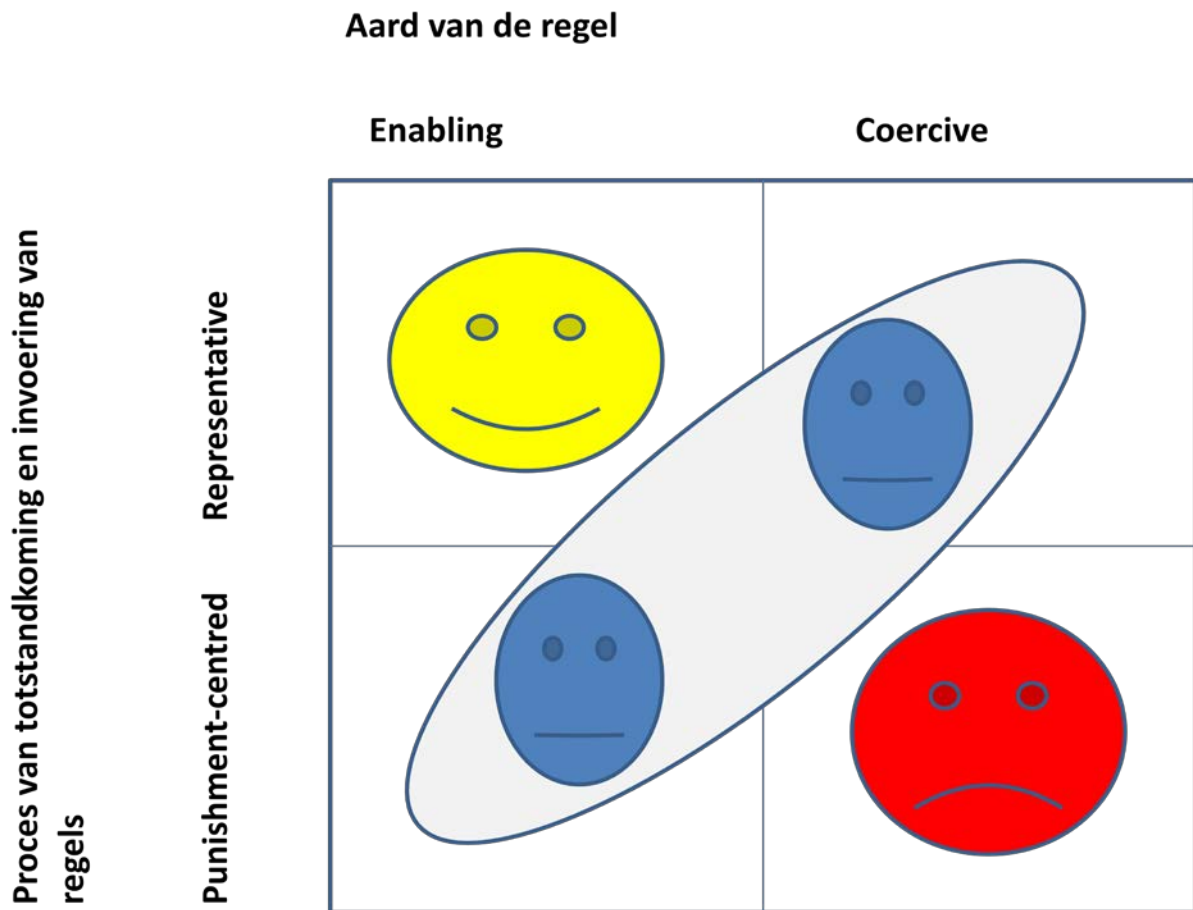 Aard van de regel
Enabling
Coercive
Proces van totstandkoming en invoering van
regels
Representative
Punishment-centred